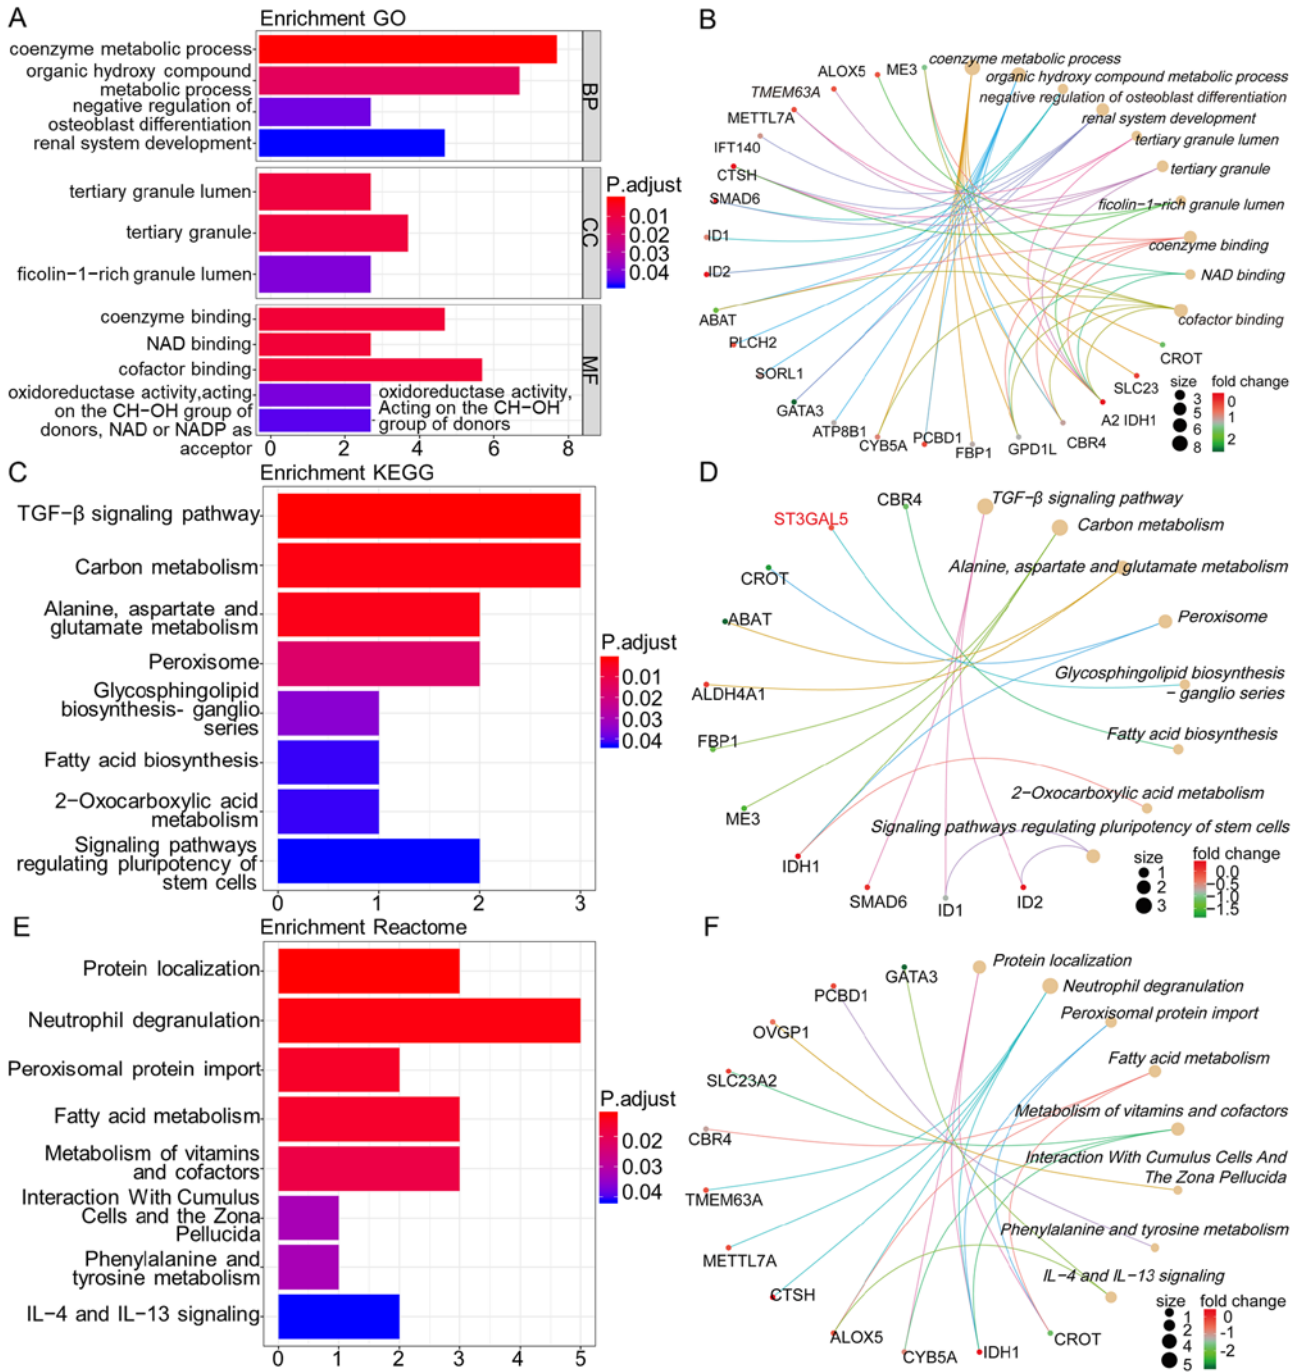 A
Enrichment GO
coenzyme metabolic process
organic hydroxy compound
metabolic process
negative regulation of
osteoblast differentiation
renal system development
BP
tertiary granule lumen
tertiary granule
ficolin−1−rich granule lumen
CC
coenzyme binding
NAD binding
cofactor binding
oxidoreductase activity,acting
on the CH−OH group of
donors, NAD or NADP as
acceptor
oxidoreductase activity,
Acting on the CH−OH
group of donors
MF
0 2 4 6 8
P.adjust
0.01
0.02
0.03
0.04
B
coenzyme metabolic process
organic hydroxy compound metabolic process
negative regulation of osteoblast differentiation
renal system development
tertiary granule lumen
tertiary granule
ficolin−1−rich granule lumen
coenzyme binding
NAD binding
cofactor binding
ME3
ALOX5
TMEM63A
METTL7A
IFT140
CTSH
SMAD6
ID1
ID2
ABAT
PLCH2
SORL1
GATA3
ATP8B1
CYB5A
PCBD1
FBP1
GPD1L
CBR4
A2 IDH1
SLC23
CROT
size
3
5
6
8
fold change
0
1
2
C
Enrichment KEGG
TGF−β signaling pathway
Carbon metabolism
Alanine, aspartate and
glutamate metabolism
Peroxisome
Glycosphingolipid
biosynthesis- ganglio
series
Fatty acid biosynthesis
2−Oxocarboxylic acid
metabolism
Signaling pathways
regulating pluripotency of
stem cells
0 1 2 3
P.adjust
0.01
0.02
0.03
0.04
D
TGF−β signaling pathway
Carbon metabolism
Alanine, aspartate and glutamate metabolism
Peroxisome
Glycosphingolipid biosynthesis
− ganglio series
Fatty acid biosynthesis
2−Oxocarboxylic acid metabolism
Signaling pathways regulating pluripotency of stem cells
CBR4
ST3GAL5
CROT
ABAT
ALDH4A1
FBP1
ME3
IDH1
SMAD6
ID1
ID2
size
1
2
3
fold change
0.0
−0.5
−1.0
−1.5
E
Enrichment Reactome
Protein localization
Neutrophil degranulation
Peroxisomal protein import
Fatty acid metabolism
Metabolism of vitamins
and cofactors
Interaction With Cumulus
Cells and the Zona
Pellucida
Phenylalanine and
tyrosine metabolism
IL−4 and IL−13 signaling
0 1 2 3 4 5
P.adjust
0.02
0.03
0.04
F
Protein localization
Neutrophil degranulation
Peroxisomal protein import
Fatty acid metabolism
Metabolism of vitamins and cofactors
Interaction With Cumulus Cells And
The Zona Pellucida
Phenylalanine and tyrosine metabolism
IL−4 and IL−13 signaling
GATA3
PCBD1
OVGP1
SLC23A2
CBR4
TMEM63A
METTL7A
CTSH
ALOX5
CYB5A
IDH1
CROT
size
1
2
4
5
fold change
0
−1
−2